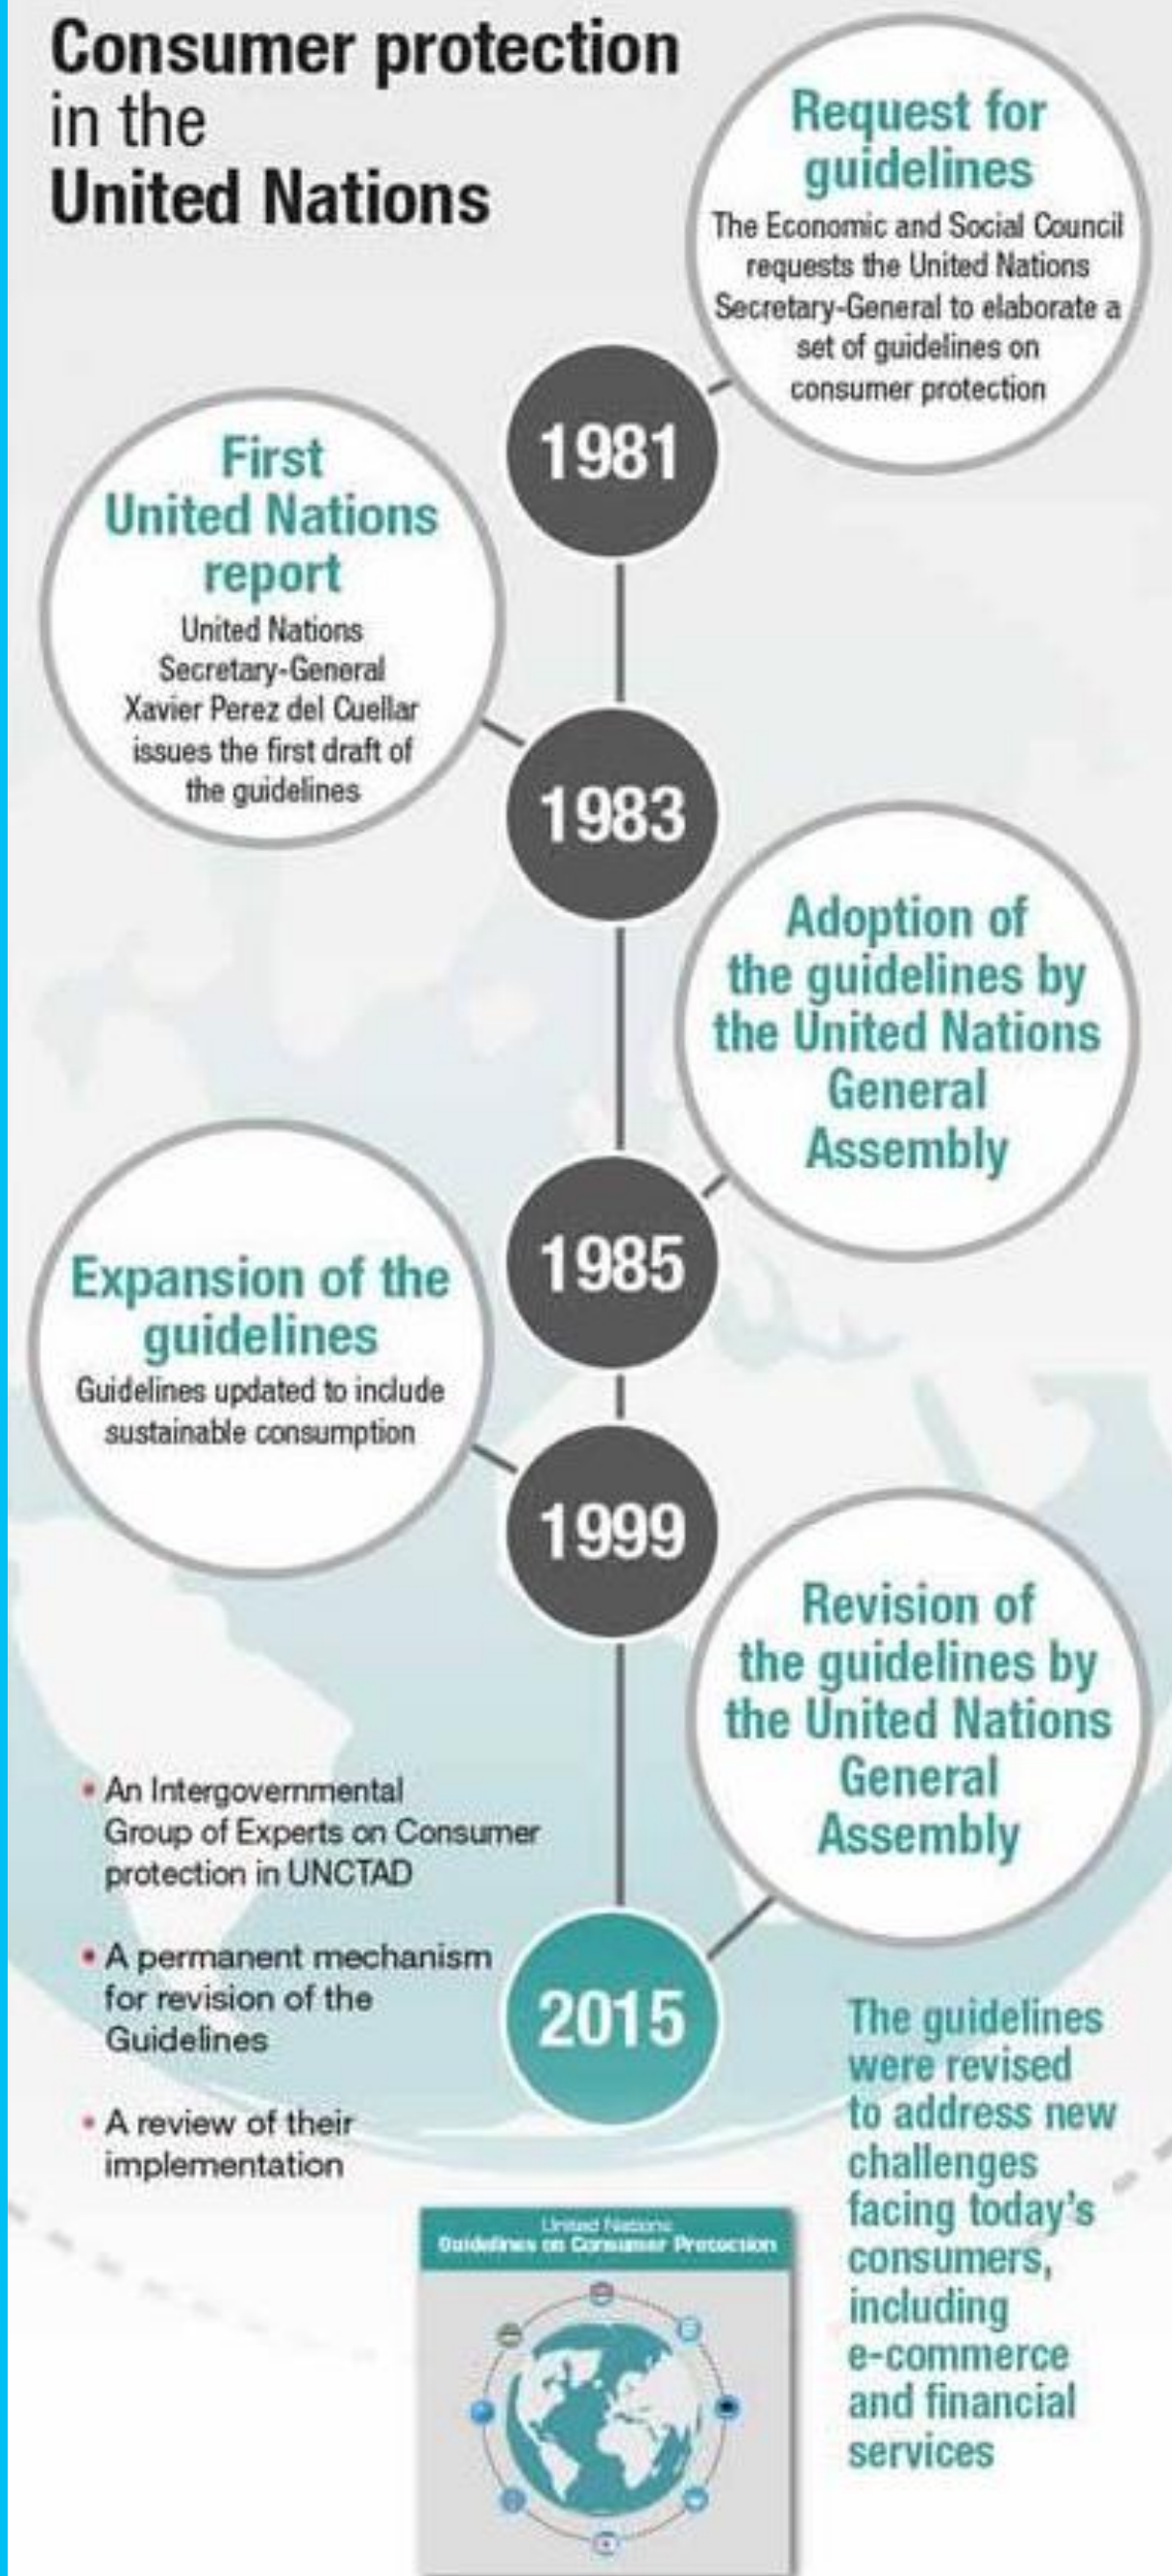 Consumer protection
in the
United Nations
Request for
guidelines
The Economic and Social Council
requests the United Nations
Secretary-General to elaborate a
set of guidelines on
consumer protection
1981
First
United Nations
report
United Nations
Secretary-General
Xavier Perez del Cuellar
issues the first draft of
the guidelines
1983
Adoption of
the guidelines by
the United Nations
General
Assembly
1985
Expansion of the
guidelines
Guidelines updated to include
sustainable consumption
1999
Revision of
the guidelines by
the United Nations
General
Assembly
• An Intergovernmental
Group of Experts on Consumer
protection in UNCTAD
• A permanent mechanism
for revision of the
Guidelines
• A review of their
implementation
2015
The guidelines
were revised
to address new
challenges
facing today's
consumers,
including
e-commerce
and financial
services
United Nations
Guidelines on Consumer Protection